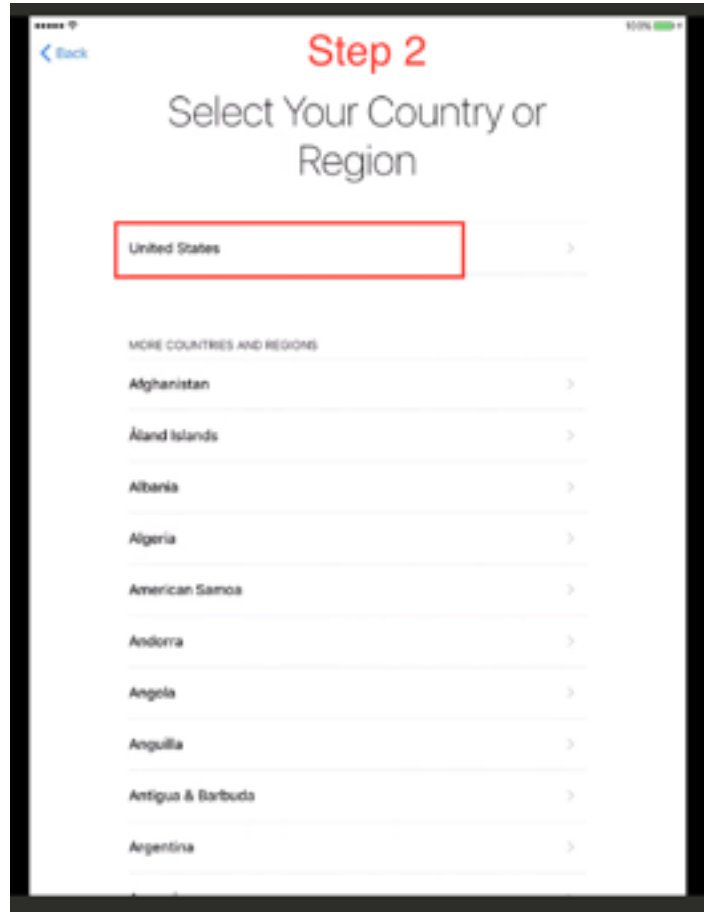 100%
Back
Step 2
Select Your Country or
Region
United States
MORE COUNTRIES AND REGIONS
Afghanistan
Åland Islands
Albania
Algeria
American Samoa
Andorra
Angola
Anguilla
Antigua & Barbuda
Argentina